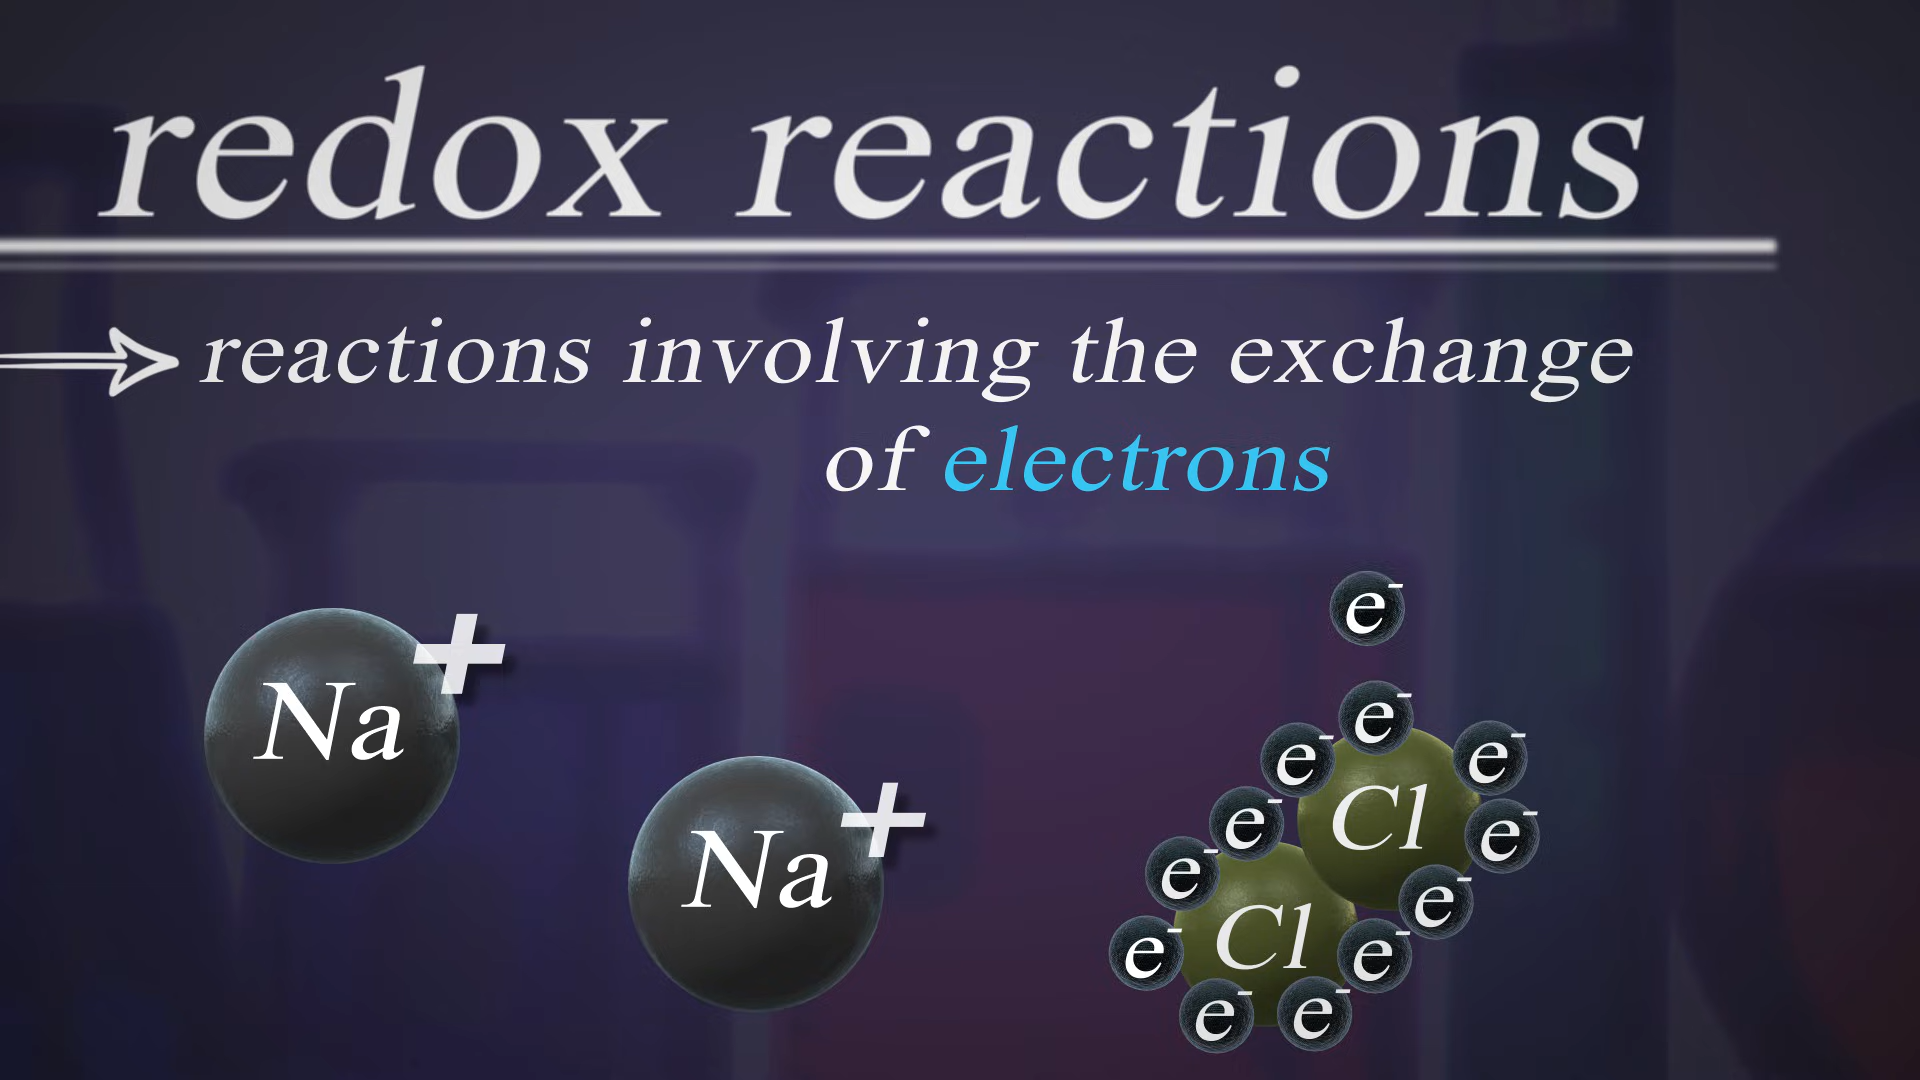 redox reactions
reactions involving the exchange
of electrons
Na+
Na+
e-
e-
e-
e-
e-
Cl
e-
e-
e-
Cl
e-
e-
e-
e-